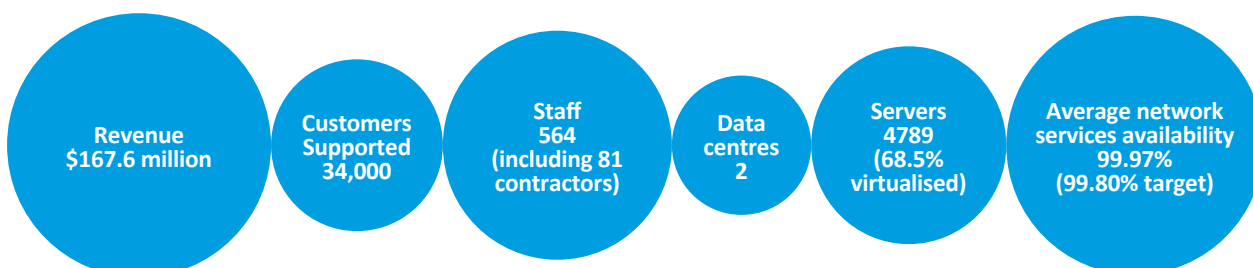 Revenue
$167.6 million
Customers
Supported
34,000
Staff
564
(including 81
contractors)
Data
centres
2
Servers
4789
(68.5%
virtualised)
Average network
services availability
99.97%
(99.80% target)